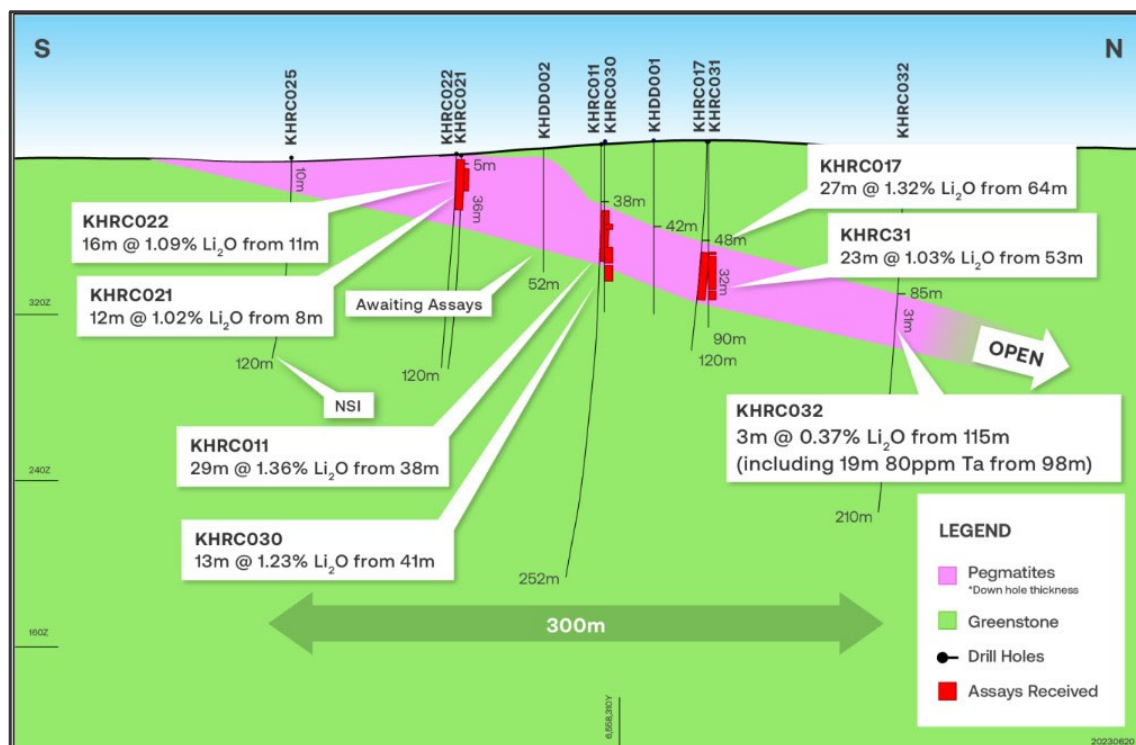 S
N
KHRC025
KHRC022
KHRC021
KHDD002
KHRC011
KHRC030
KHDD001
KHRC017
KHRC031
KHRC032
10m
5m
36m
38m
42m
48m
32m
85m
31m
52m
90m
120m
120m
120m
210m
252m
KHRC017
27m @ 1.32% Li₂O from 64m
KHRC31
23m @ 1.03% Li₂O from 53m
KHRC022
16m @ 1.09% Li₂O from 11m
KHRC021
12m @ 1.02% Li₂O from 8m
Awaiting Assays
NSI
OPEN
KHRC032
3m @ 0.37% Li₂O from 115m
(including 19m 80ppm Ta from 98m)
KHRC011
29m @ 1.36% Li₂O from 38m
KHRC030
13m @ 1.23% Li₂O from 41m
320Z
240Z
160Z
300m
6,558,310Y
LEGEND
Pegmatites
*Down hole thickness
Greenstone
Drill Holes
Assays Received
20230620